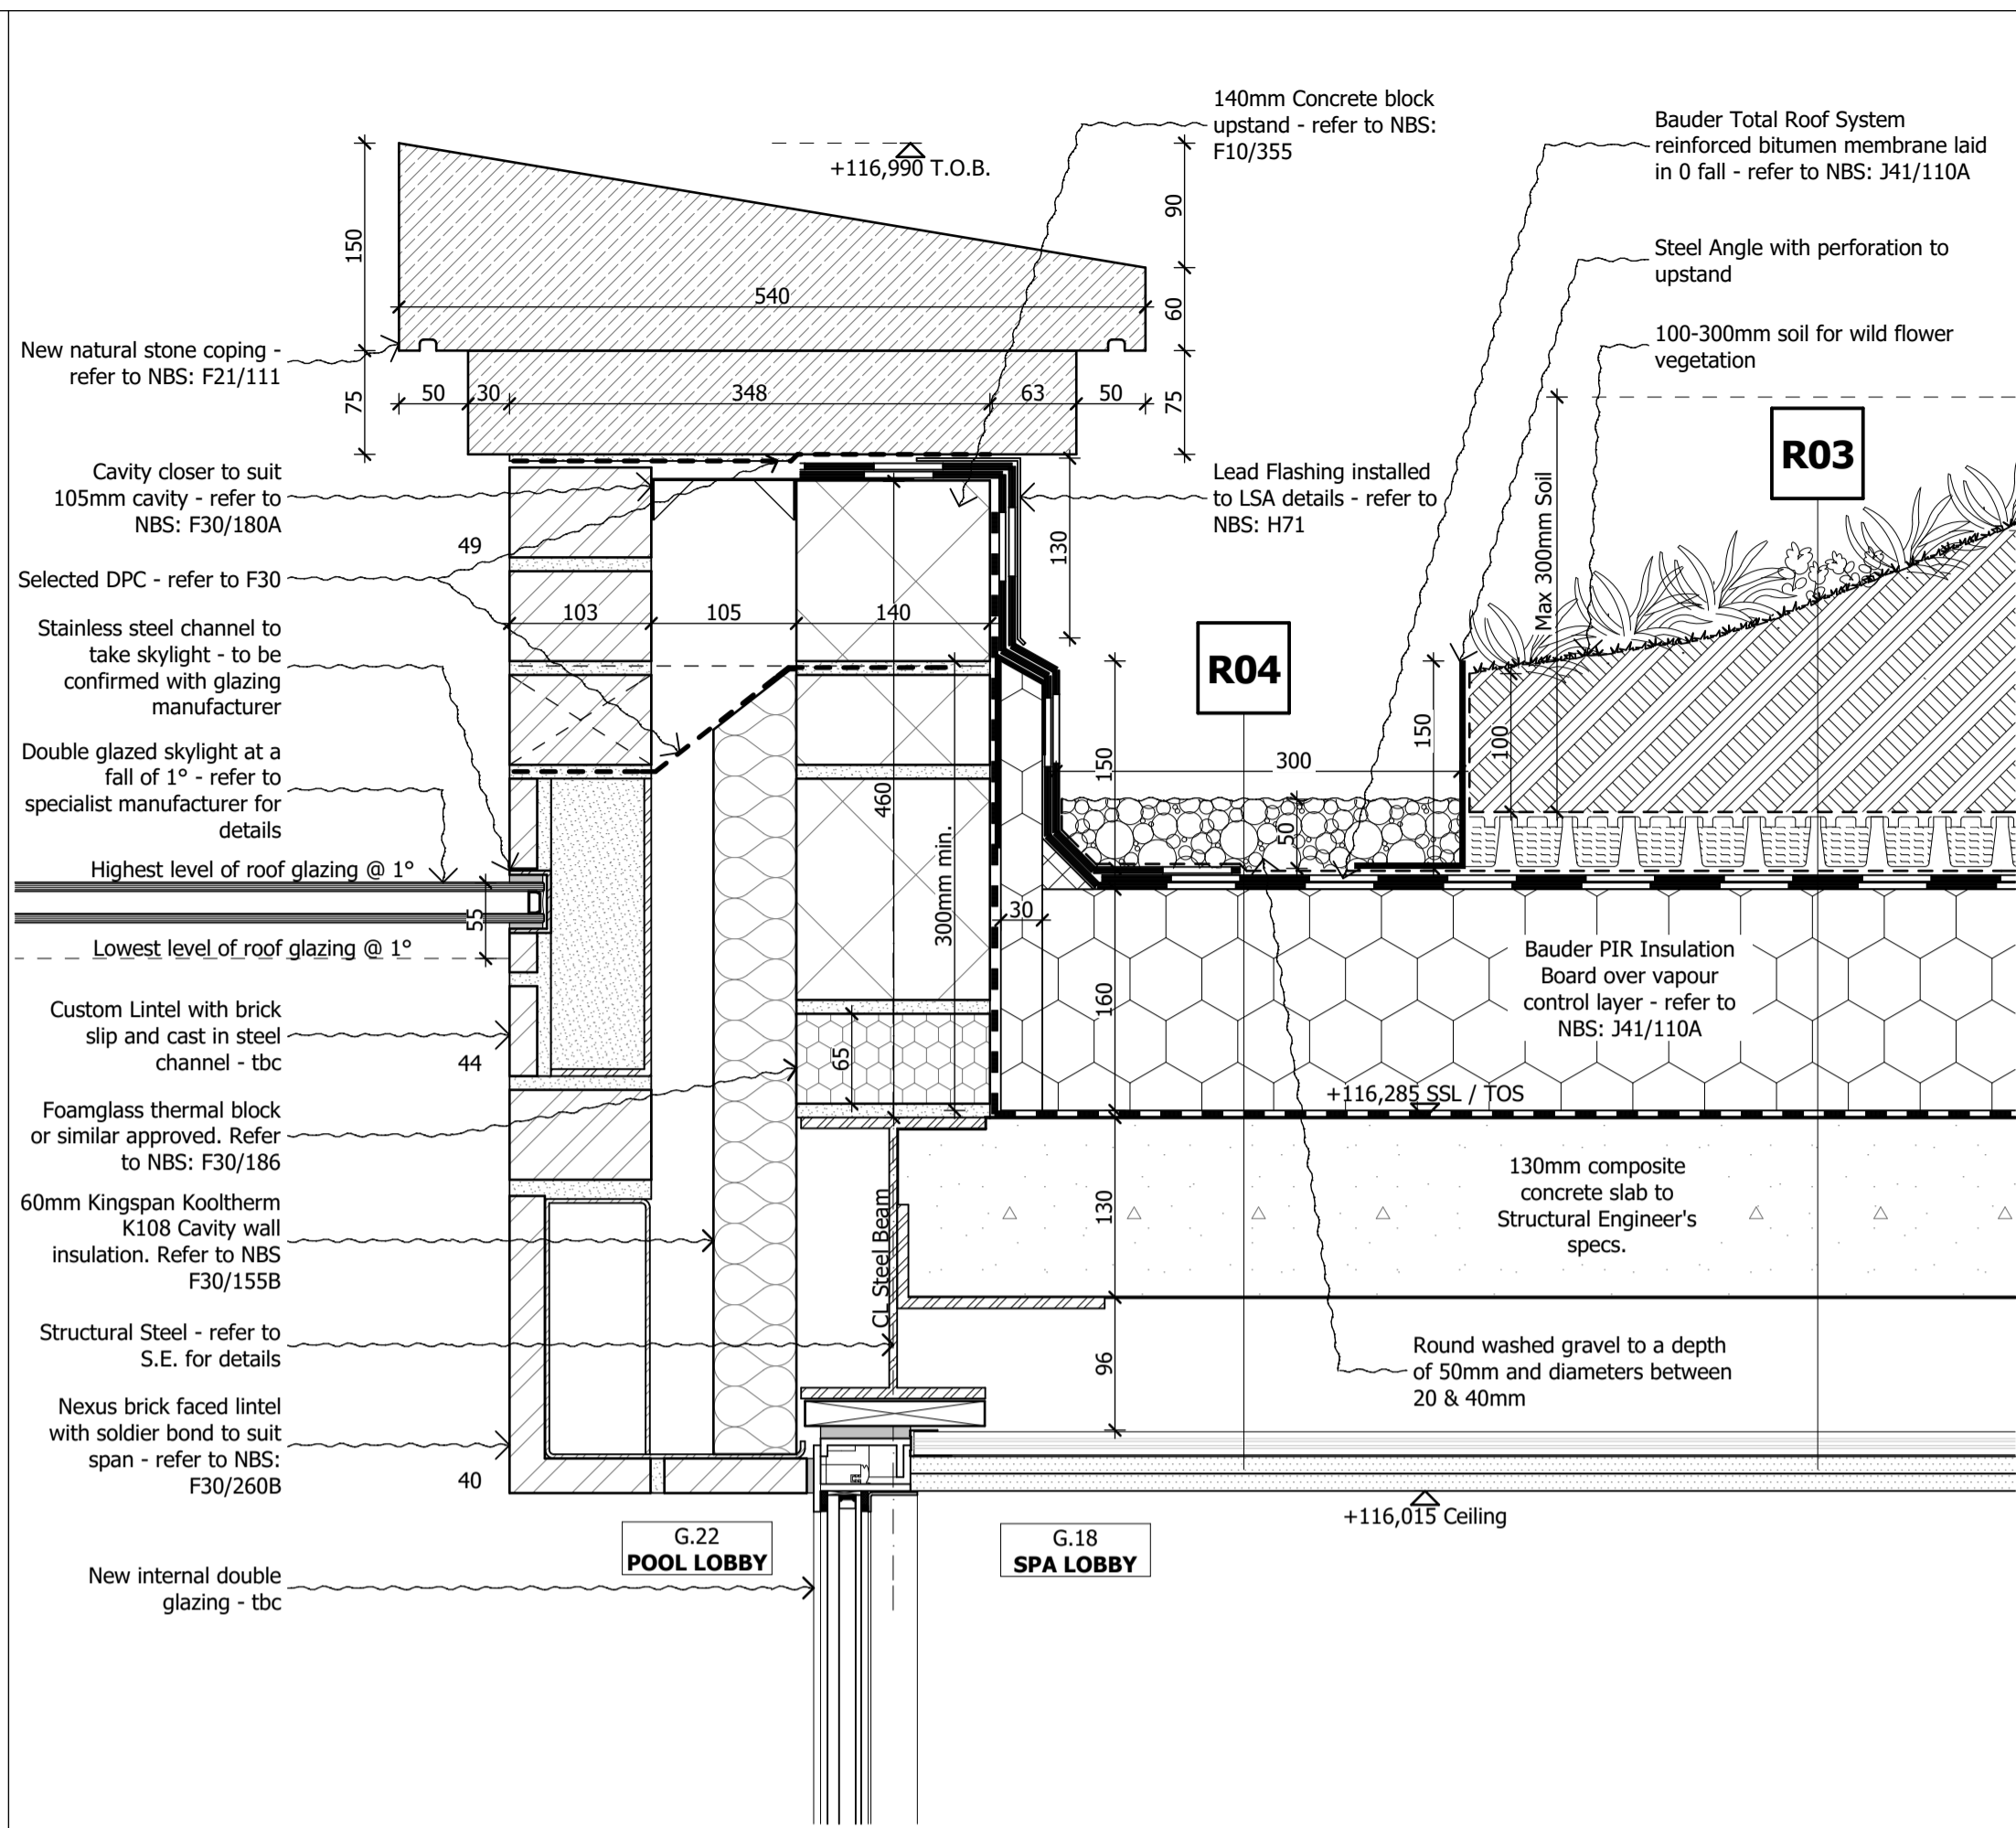 140mm Concrete block
upstand - refer to NBS:
F10/355
Bauder Total Roof System
reinforced bitumen membrane laid
in 0 fall - refer to NBS: J41/110A
+116,990 T.O.B.
Steel Angle with perforation to
upstand
100-300mm soil for wild flower
vegetation
150
90
540
60
New natural stone coping -
refer to NBS: F21/111
75
50
30
348
63
50
75
R03
Cavity closer to suit
105mm cavity - refer to
NBS: F30/180A
Lead Flashing installed
to LSA details - refer to
NBS: H71
Max 300mm Soil
49
130
Selected DPC - refer to F30
103
105
140
Stainless steel channel to
take skylight - to be
confirmed with glazing
manufacturer
R04
150
150
100
300
Double glazed skylight at a
fall of 1° - refer to
specialist manufacturer for
details
460
50
Highest level of roof glazing @ 1°
55
300mm min.
30
Lowest level of roof glazing @ 1°
Bauder PIR Insulation
Board over vapour
control layer - refer to
NBS: J41/110A
160
Custom Lintel with brick
slip and cast in steel
channel - tbc
44
65
+116,285 SSL / TOS
Foamglass thermal block
or similar approved. Refer
to NBS: F30/186
130mm composite
concrete slab to
Structural Engineer's
specs.
130
60mm Kingspan Kooltherm
K108 Cavity wall
insulation. Refer to NBS
F30/155B
CL Steel Beam
Structural Steel - refer to
S.E. for details
96
Round washed gravel to a depth
of 50mm and diameters between
20 & 40mm
Nexus brick faced lintel
with soldier bond to suit
span - refer to NBS:
F30/260B
40
+116,015 Ceiling
G.22
POOL LOBBY
G.18
SPA LOBBY
New internal double
glazing - tbc